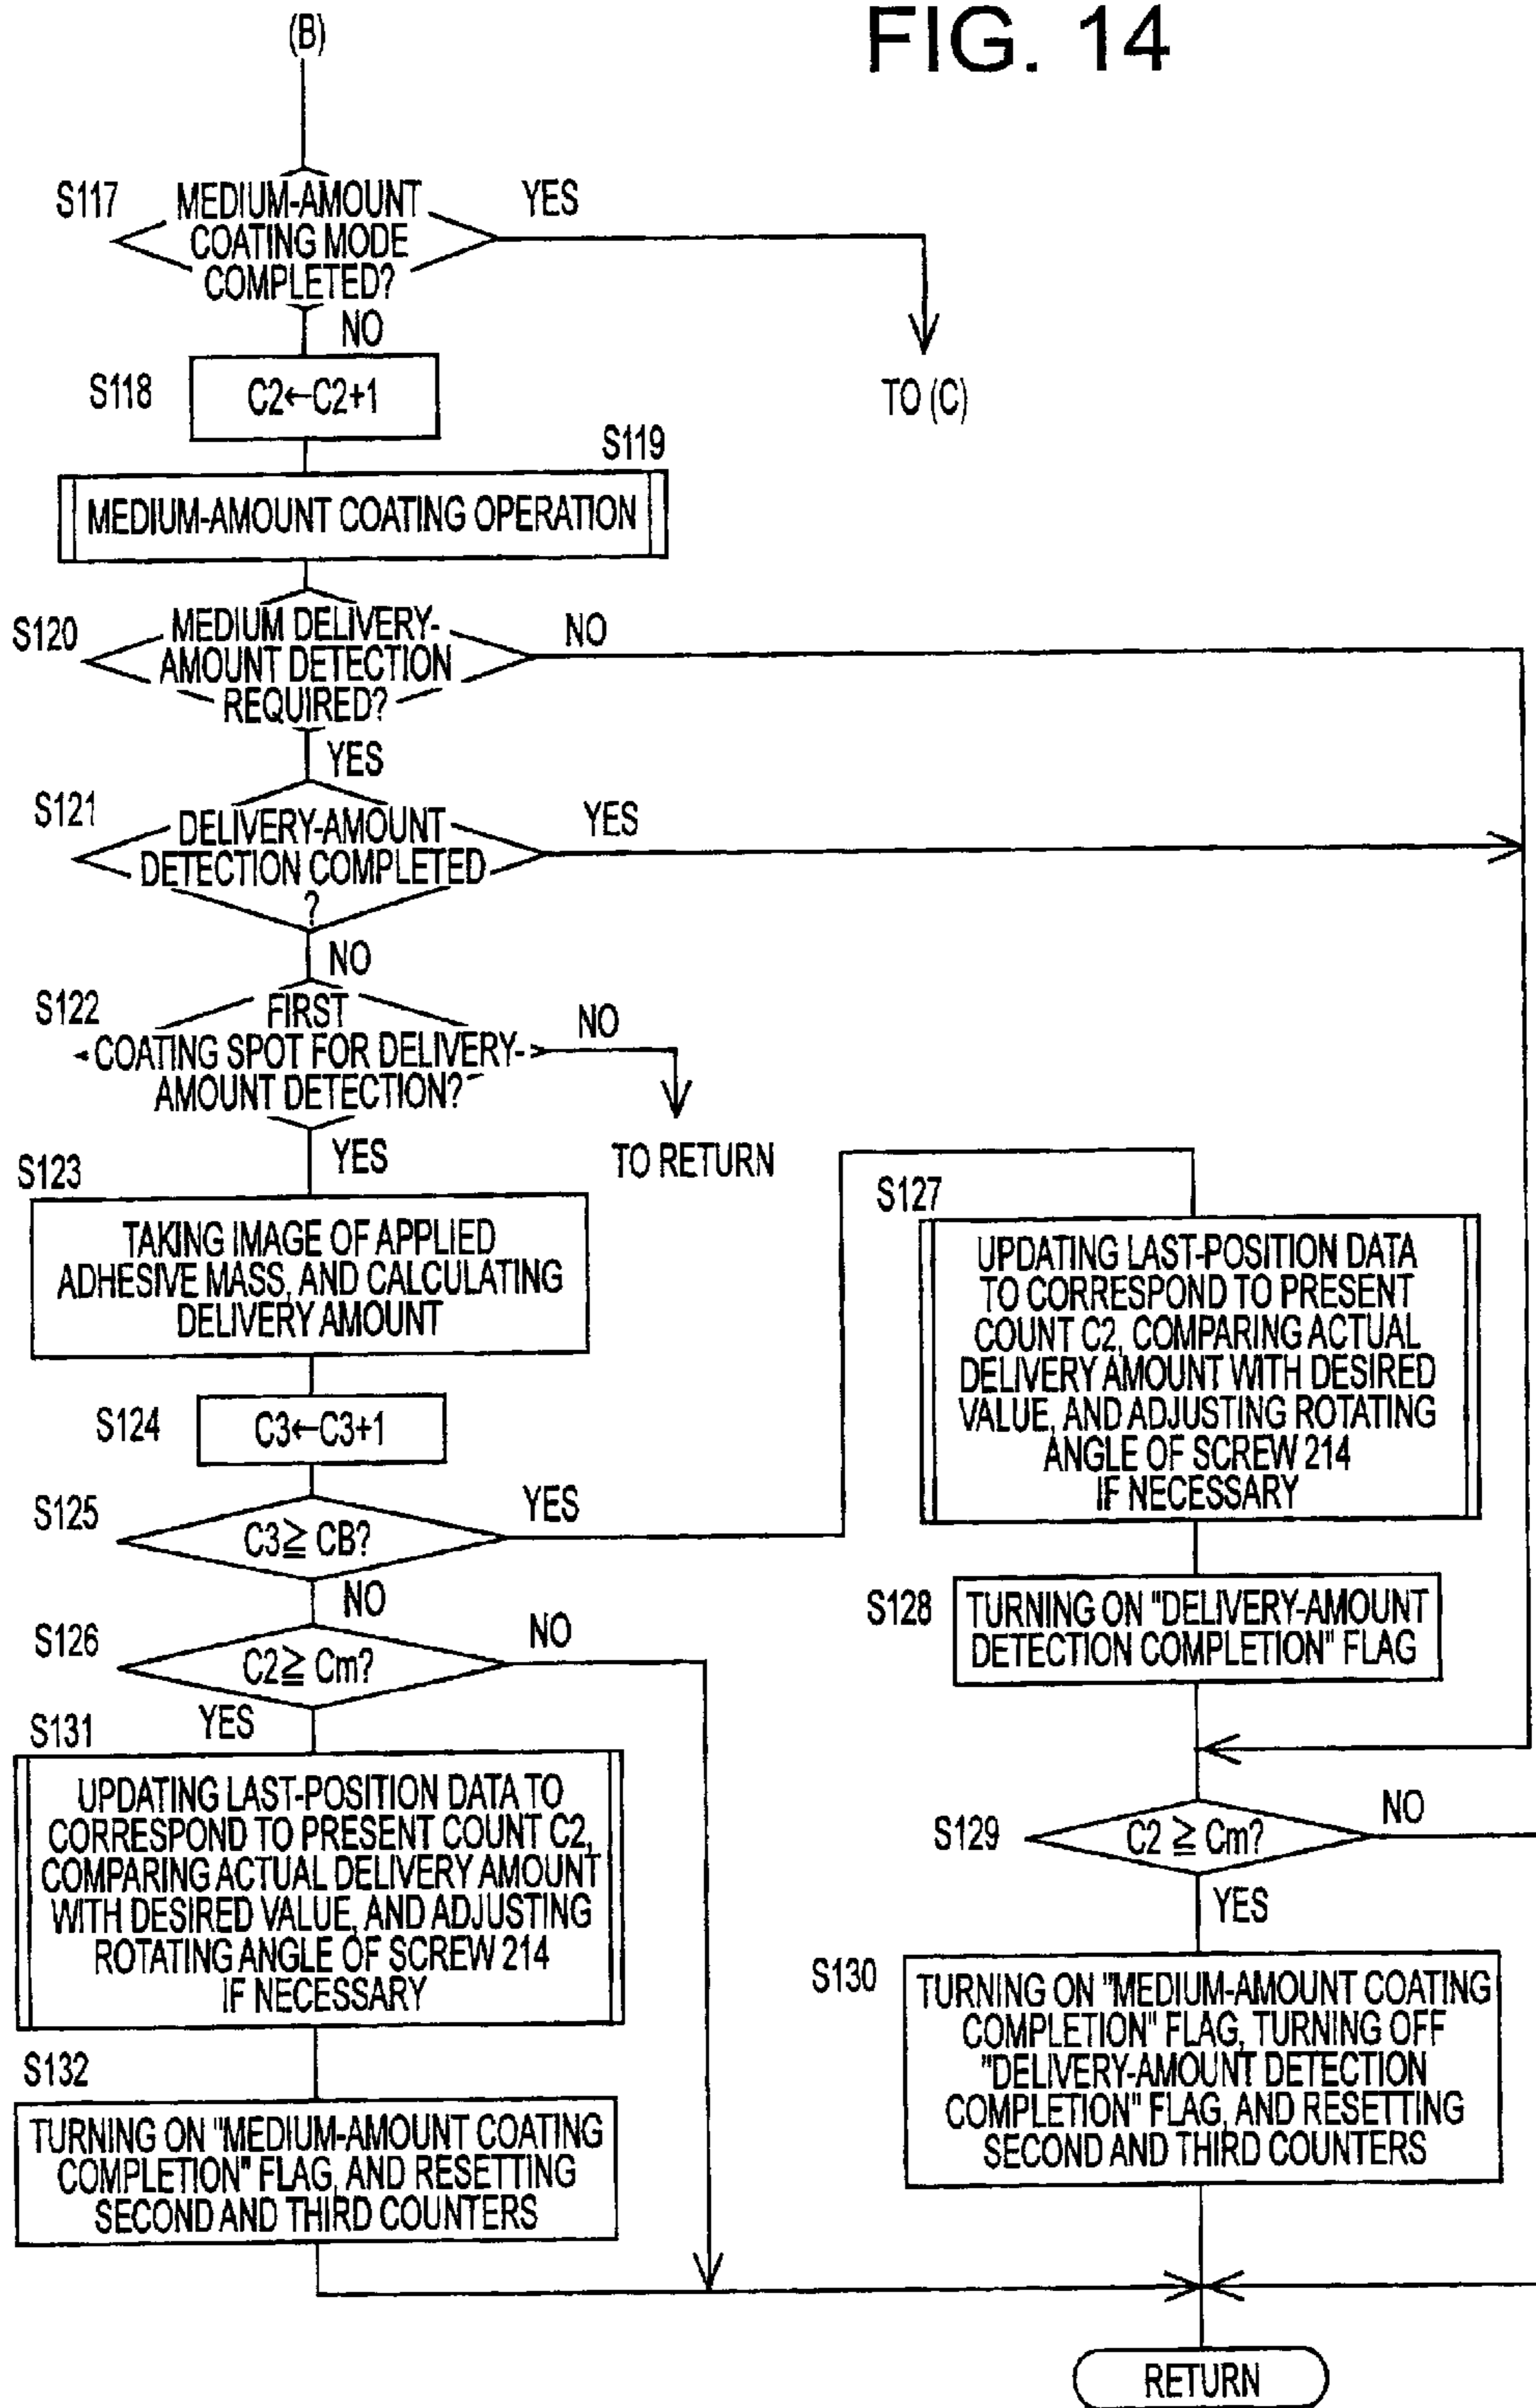 FIG. 14
(B)
S117
MEDIUM-AMOUNT
COATING MODE
COMPLETED?
YES
NO
TO (C)
S118
C2←C2+1
S119
MEDIUM-AMOUNT COATING OPERATION
S120
MEDIUM DELIVERY-
AMOUNT DETECTION
REQUIRED?
NO
YES
S121
DELIVERY-AMOUNT
DETECTION COMPLETED
?
YES
NO
S122
FIRST
COATING SPOT FOR DELIVERY-
AMOUNT DETECTION?
NO
TO RETURN
YES
S123
TAKING IMAGE OF APPLIED
ADHESIVE MASS, AND CALCULATING
DELIVERY AMOUNT
S124
C3←C3+1
S125
C3≧ CB?
YES
NO
S126
C2≧ Cm?
NO
YES
S131
UPDATING LAST-POSITION DATA TO
CORRESPOND TO PRESENT COUNT C2,
COMPARING ACTUAL DELIVERY AMOUNT
WITH DESIRED VALUE, AND ADJUSTING
ROTATING ANGLE OF SCREW 214
IF NECESSARY
S132
TURNING ON "MEDIUM-AMOUNT COATING
COMPLETION" FLAG, AND RESETTING
SECOND AND THIRD COUNTERS
S127
UPDATING LAST-POSITION DATA
TO CORRESPOND TO PRESENT
COUNT C2, COMPARING ACTUAL
DELIVERY AMOUNT WITH DESIRED
VALUE, AND ADJUSTING ROTATING
ANGLE OF SCREW 214
IF NECESSARY
S128
TURNING ON "DELIVERY-AMOUNT
DETECTION COMPLETION" FLAG
S129
C2 ≧ Cm?
NO
YES
S130
TURNING ON "MEDIUM-AMOUNT COATING
COMPLETION" FLAG, TURNING OFF
"DELIVERY-AMOUNT DETECTION
COMPLETION" FLAG, AND RESETTING
SECOND AND THIRD COUNTERS
RETURN